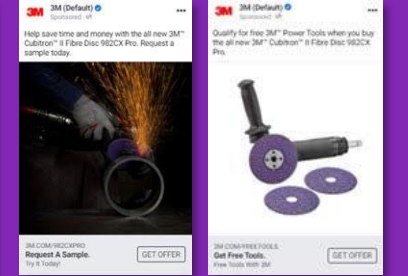 3M
3M (Default)
Sponsored
Help save time and money with the all new 3M™
Cubitron™ II Fibre Disc 982CX Pro. Request a
sample today.
3M.COM/982CXPRO
Request A Sample.
Try It Today!
GET OFFER
3M
3M (Default)
Sponsored
Qualify for free 3M™ Power Tools when you buy
the all new 3M™ Cubitron™ II Fibre Disc 982CX
Pro.
3M.COM/FREETOOLS
Get Free Tools.
Free Tools With 3M
GET OFFER